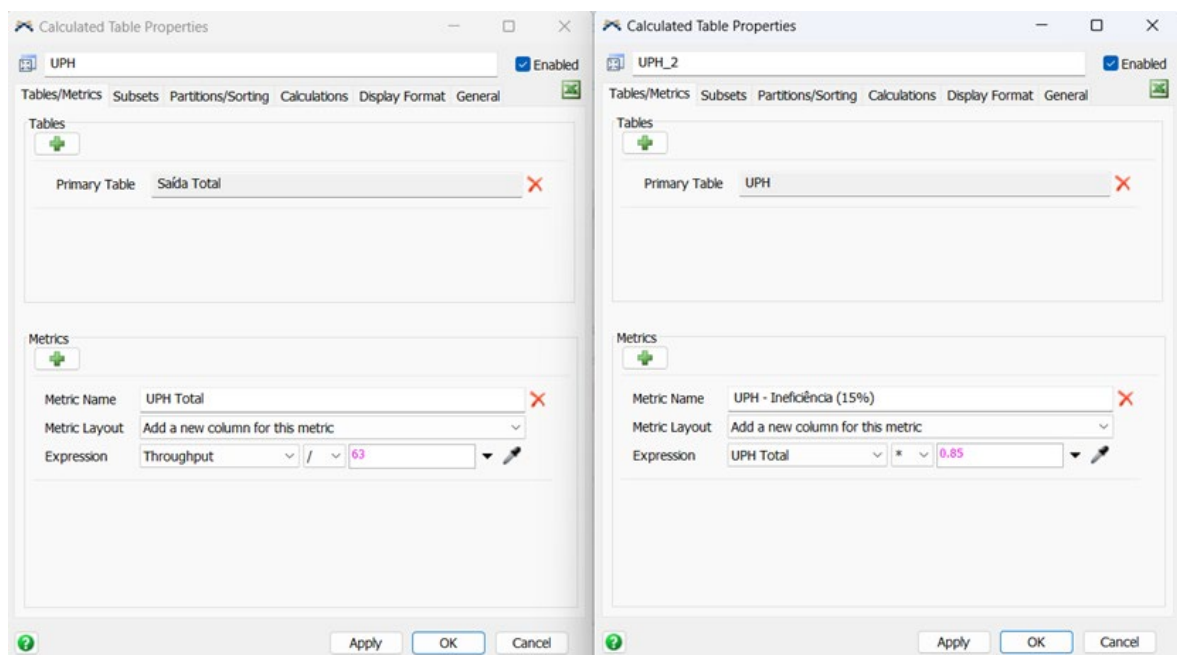 Calculated Table Properties
UPH
Enabled
Tables/Metrics Subsets Partitions/Sorting Calculations Display Format General
Tables
Primary Table Saída Total
Metrics
Metric Name UPH Total
Metric Layout Add a new column for this metric
Expression Throughput / 63
Apply OK Cancel
Calculated Table Properties
UPH_2
Enabled
Tables/Metrics Subsets Partitions/Sorting Calculations Display Format General
Tables
Primary Table UPH
Metrics
Metric Name UPH - Ineficiência (15%)
Metric Layout Add a new column for this metric
Expression UPH Total * 0.85
Apply OK Cancel